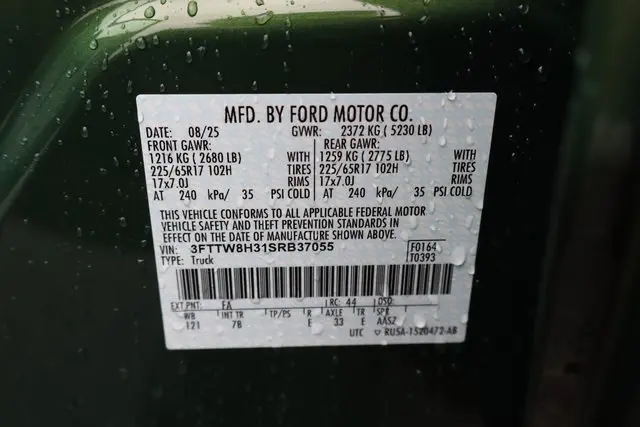 MFD. BY FORD MOTOR CO.
DATE: 08/25 GVWR: 2372 KG ( 5230 LB)
FRONT GAWR: REAR GAWR:
1216 KG ( 2680 LB) WITH 1259 KG ( 2775 LB) WITH
225/65R17 102H TIRES 225/65R17 102H TIRES
17x7.0J RIMS 17x7.0J RIMS
AT 240 kPa/ 35 PSI COLD AT 240 kPa/ 35 PSI COLD
THIS VEHICLE CONFORMS TO ALL APPLICABLE FEDERAL MOTOR
VEHICLE SAFETY AND THEFT PREVENTION STANDARDS IN
EFFECT ON THE DATE OF MANUFACTURE SHOWN ABOVE.
VIN: 3FTTW8H31SRB37055 F0164
TYPE: Truck T0393
EXT PNT: FA RC: 44 DSO:
WB INT TR TP/PS R AXLE TR SPR
121 7B E 33 E AASZ
UTC RU5A-1520472-AB